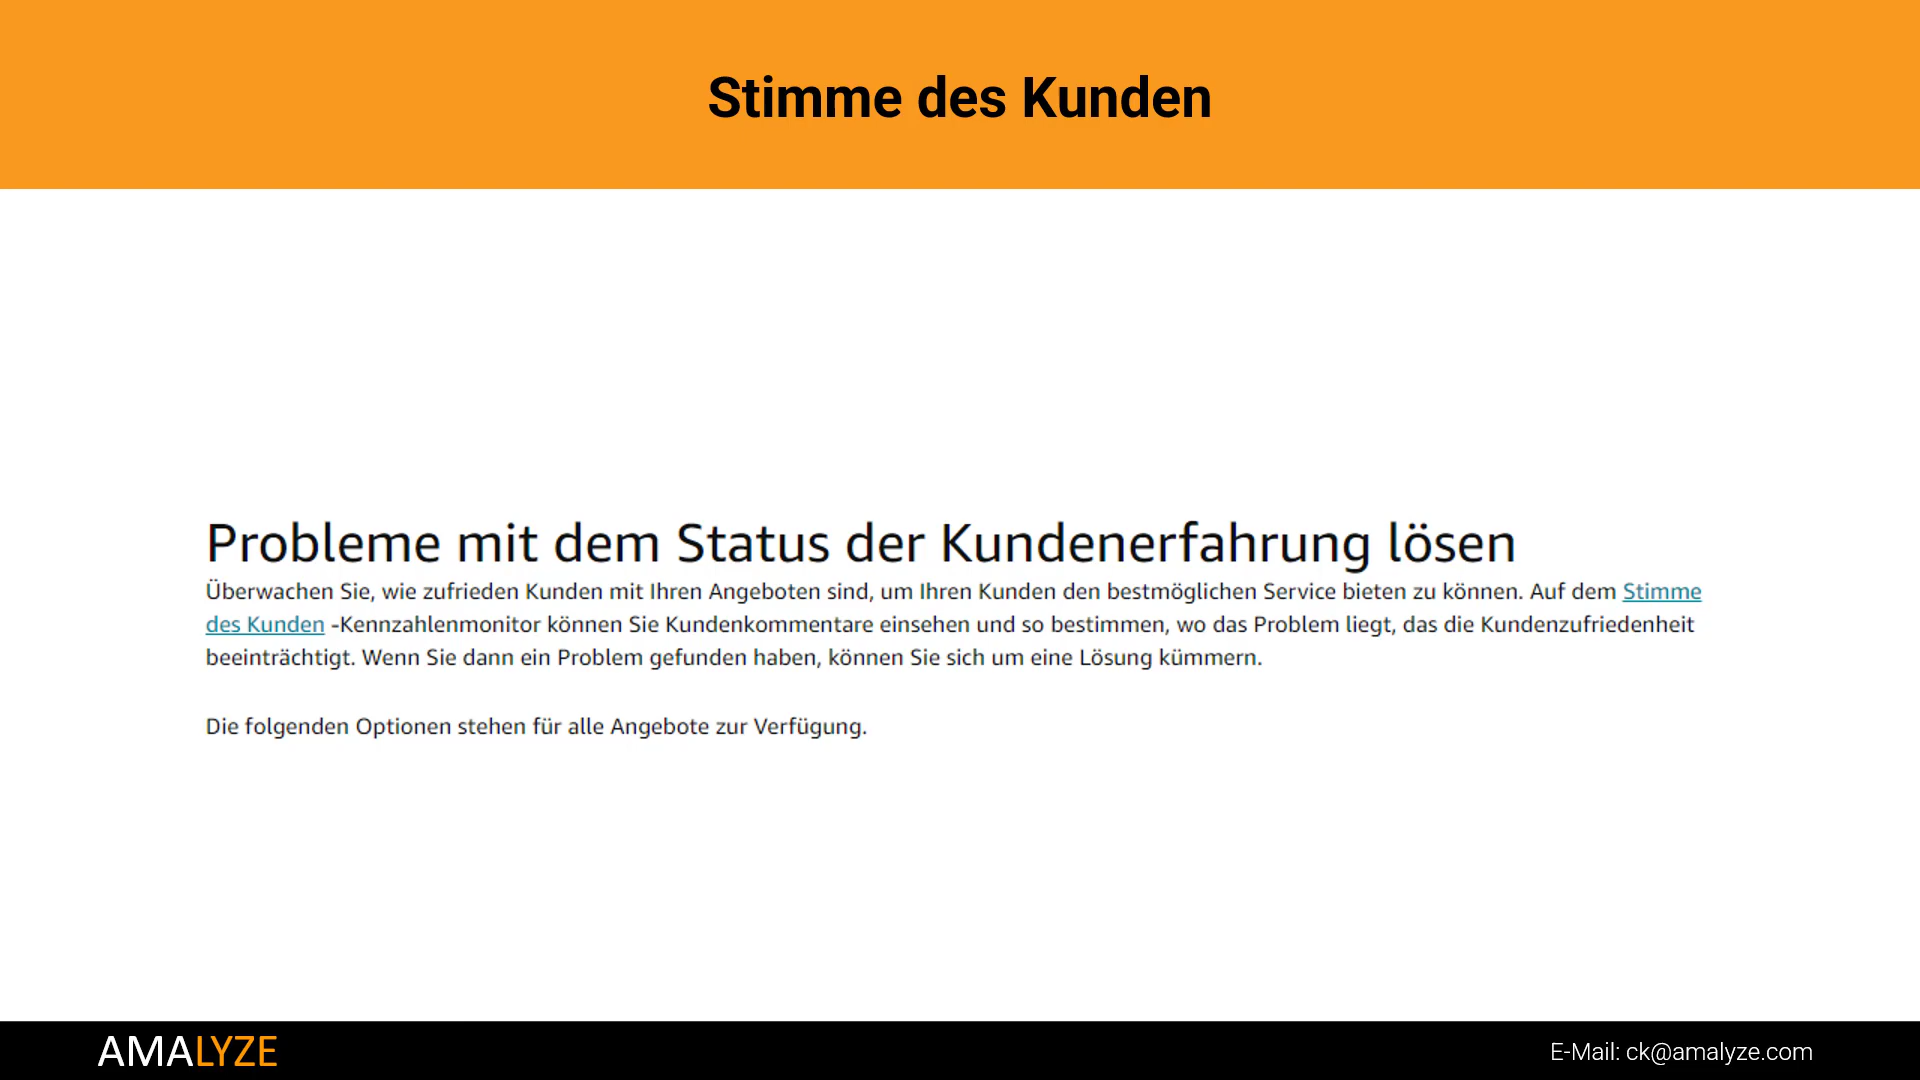 Stimme des Kunden
Probleme mit dem Status der Kundenerfahrung lösen
Überwachen Sie, wie zufrieden Kunden mit Ihren Angeboten sind, um Ihren Kunden den bestmöglichen Service bieten zu können. Auf dem Stimme
des Kunden -Kennzahlenmonitor können Sie Kundenkommentare einsehen und so bestimmen, wo das Problem liegt, das die Kundenzufriedenheit
beeinträchtigt. Wenn Sie dann ein Problem gefunden haben, können Sie sich um eine Lösung kümmern.
Die folgenden Optionen stehen für alle Angebote zur Verfügung.
AMALYZE
E-Mail: ck@amalyze.com